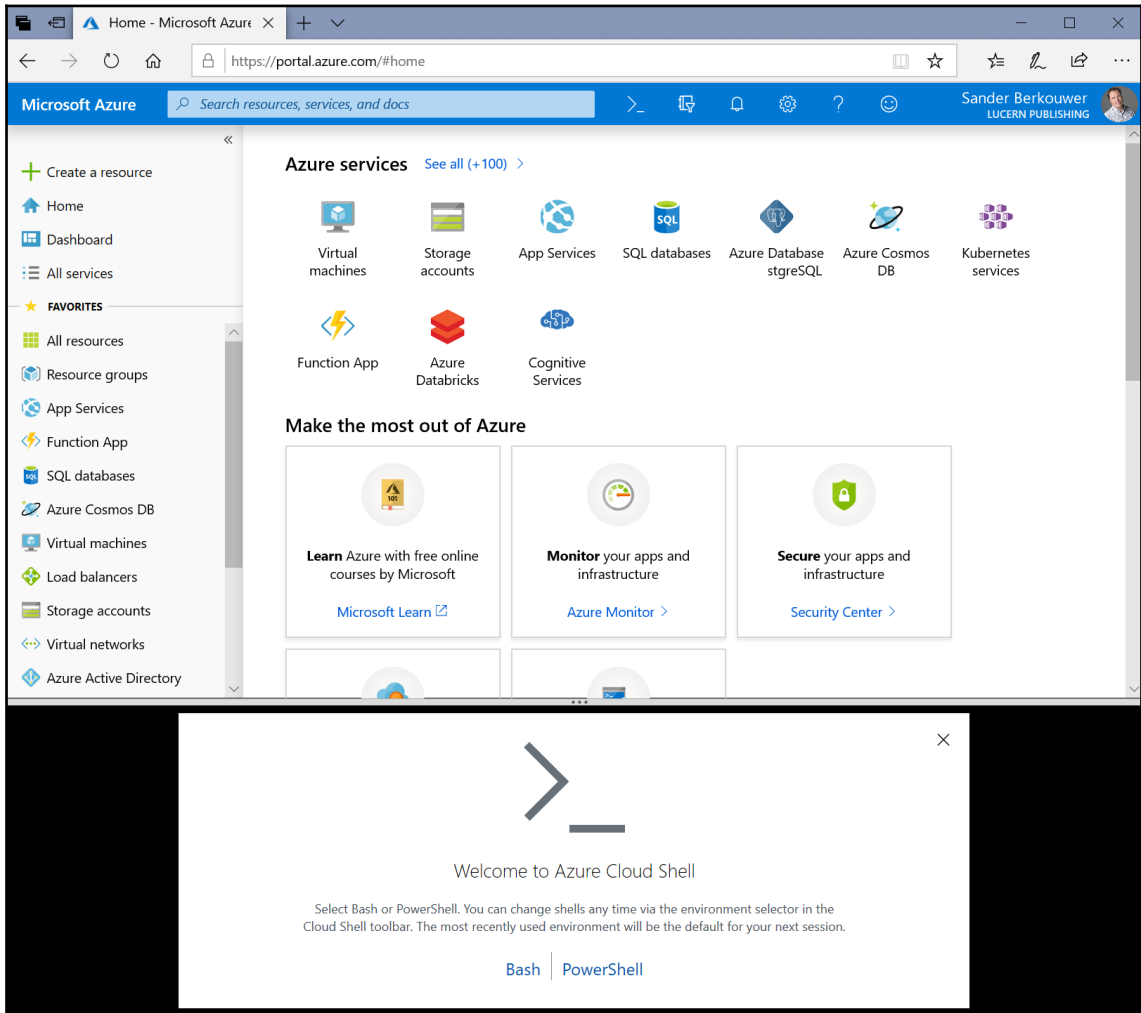 Home - Microsoft Azure
https://portal.azure.com/#home
Microsoft Azure
Search resources, services, and docs
Sander Berkouwer
LUCERN PUBLISHING
Create a resource
Home
Dashboard
All services
FAVORITES
All resources
Resource groups
App Services
Function App
SQL databases
Azure Cosmos DB
Virtual machines
Load balancers
Storage accounts
Virtual networks
Azure Active Directory
Azure services See all (+100)
Virtual
machines
Storage
accounts
App Services
SQL
SQL databases
Azure Database
stgreSQL
Azure Cosmos
DB
Kubernetes
services
Function App
Azure
Databricks
Cognitive
Services
Make the most out of Azure
101
Learn Azure with free online
courses by Microsoft
Microsoft Learn
Monitor your apps and
infrastructure
Azure Monitor
Secure your apps and
infrastructure
Security Center
Welcome to Azure Cloud Shell
Select Bash or PowerShell. You can change shells any time via the environment selector in the
Cloud Shell toolbar. The most recently used environment will be the default for your next session.
Bash PowerShell